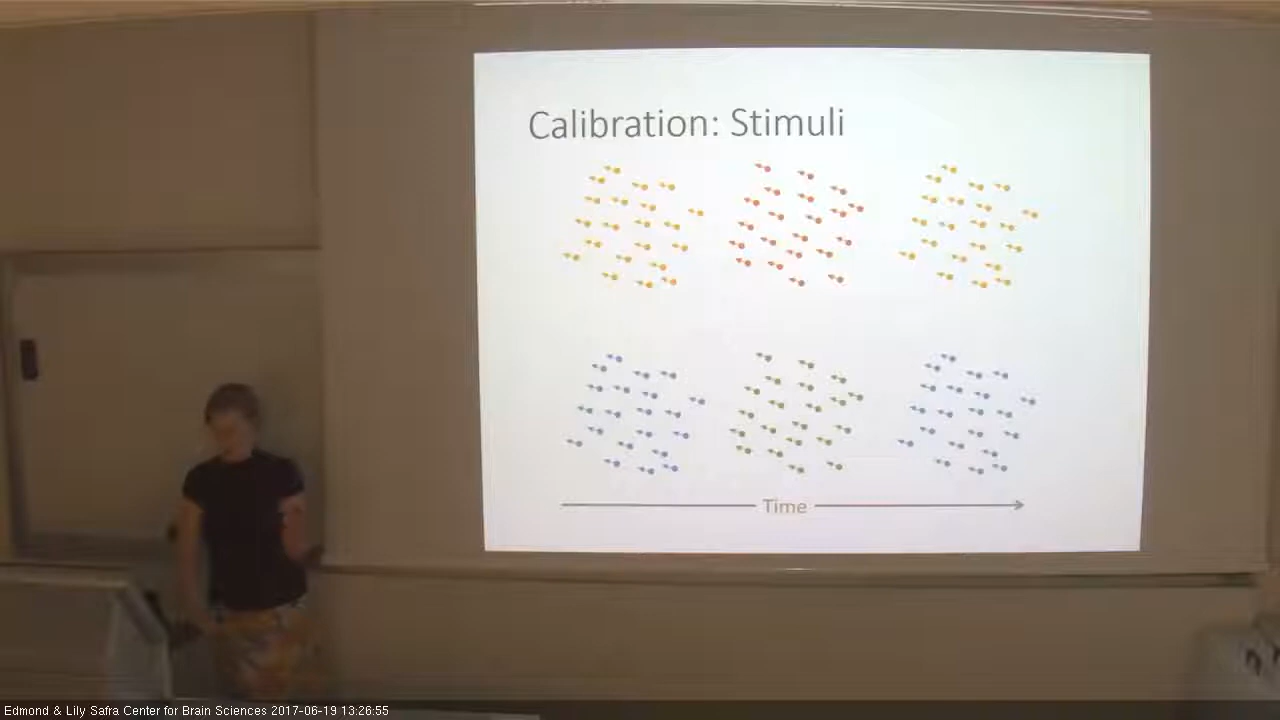 Calibration: Stimuli
Time
Edmond & Lily Safra Center for Brain Sciences 2017-06-19 13:26:55